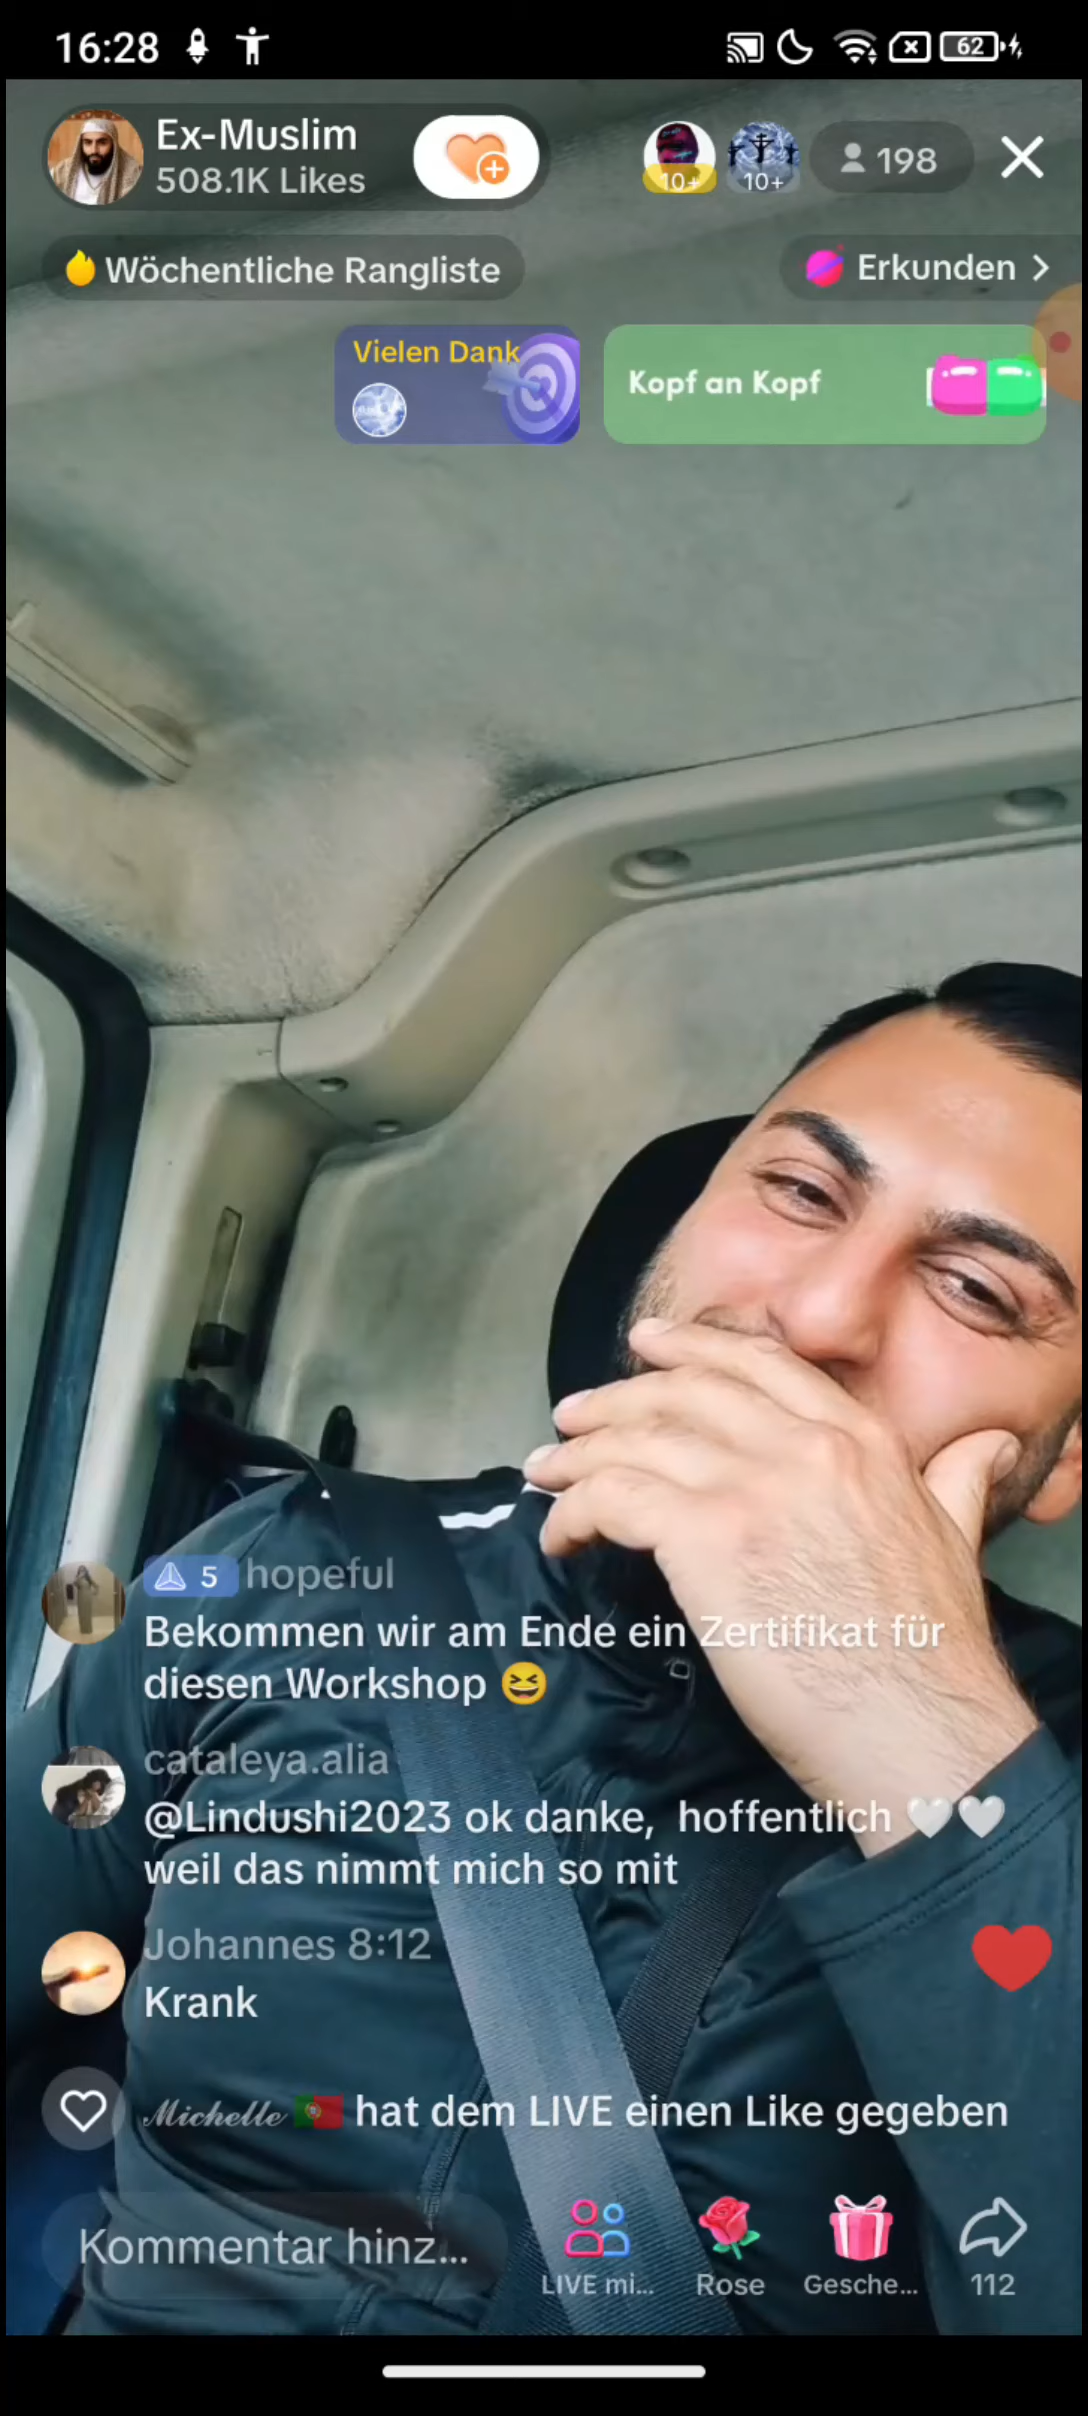 16:28
62
Ex-Muslim
508.1K Likes
10+
10+
198
Wöchentliche Rangliste
Erkunden
Vielen Dank
Kopf an Kopf
5 hopeful
Bekommen wir am Ende ein Zertifikat für
diesen Workshop 😆
cataleya.alia
@Lindushi2023 ok danke, hoffentlich 🤍🤍
weil das nimmt mich so mit
Johannes 8:12
Krank
𝓜𝓲𝓬𝓱𝓮𝓵𝓵𝓮 🇵🇹 hat dem LIVE einen Like gegeben
Kommentar hinz...
LIVE mi...
Rose
Gesche...
112